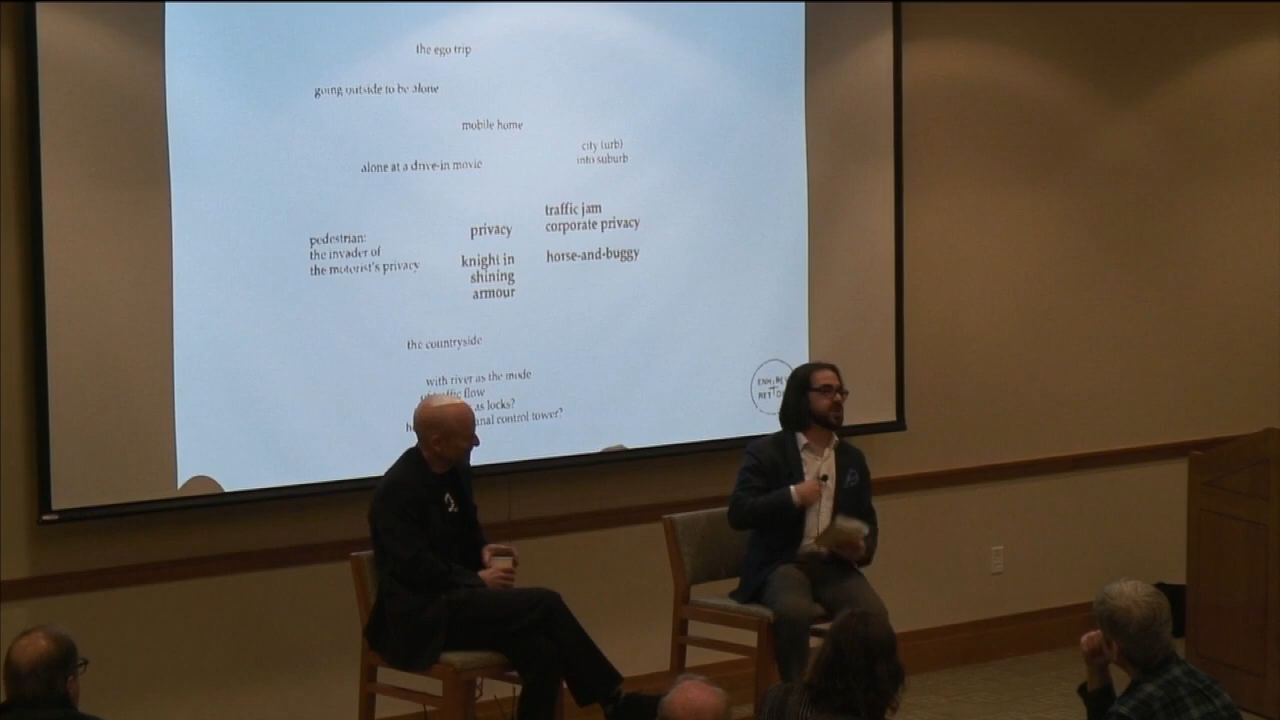 the ego trip
going outside to be alone
mobile home
city (urb)
into suburb
alone at a drive-in movie
traffic jam
corporate privacy
privacy
pedestrian:
the invader of
the motorist's privacy
knight in
shining
armour
horse-and-buggy
the countryside
with river as the mode
flow
as locks?
control tower?